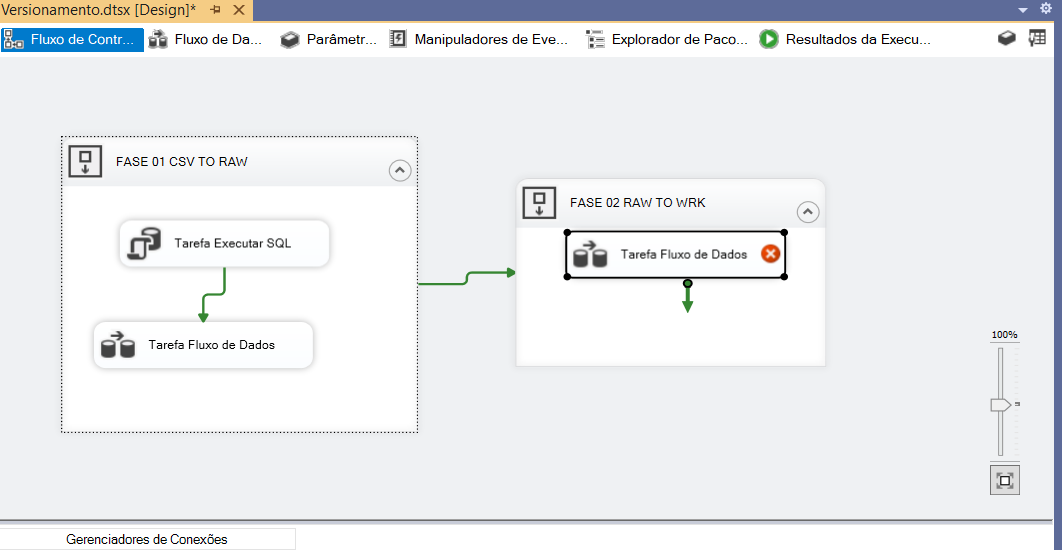 Versionamento.dtsx [Design]*
Fluxo de Contr...
Fluxo de Da...
Parâmetr...
Manipuladores de Eve...
Explorador de Paco...
Resultados da Execu...
FASE 01 CSV TO RAW
Tarefa Executar SQL
Tarefa Fluxo de Dados
FASE 02 RAW TO WRK
Tarefa Fluxo de Dados
100%
Gerenciadores de Conexões